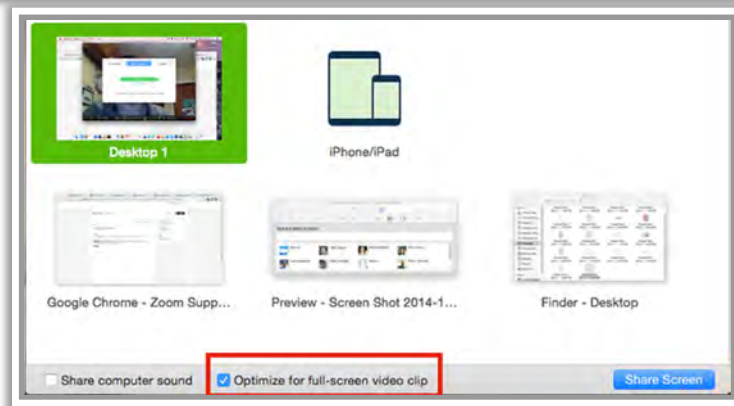 Desktop 1
iPhone/iPad
Google Chrome - Zoom Supp...
Preview - Screen Shot 2014-1...
Finder - Desktop
Share computer sound
Optimize for full-screen video clip
Share Screen